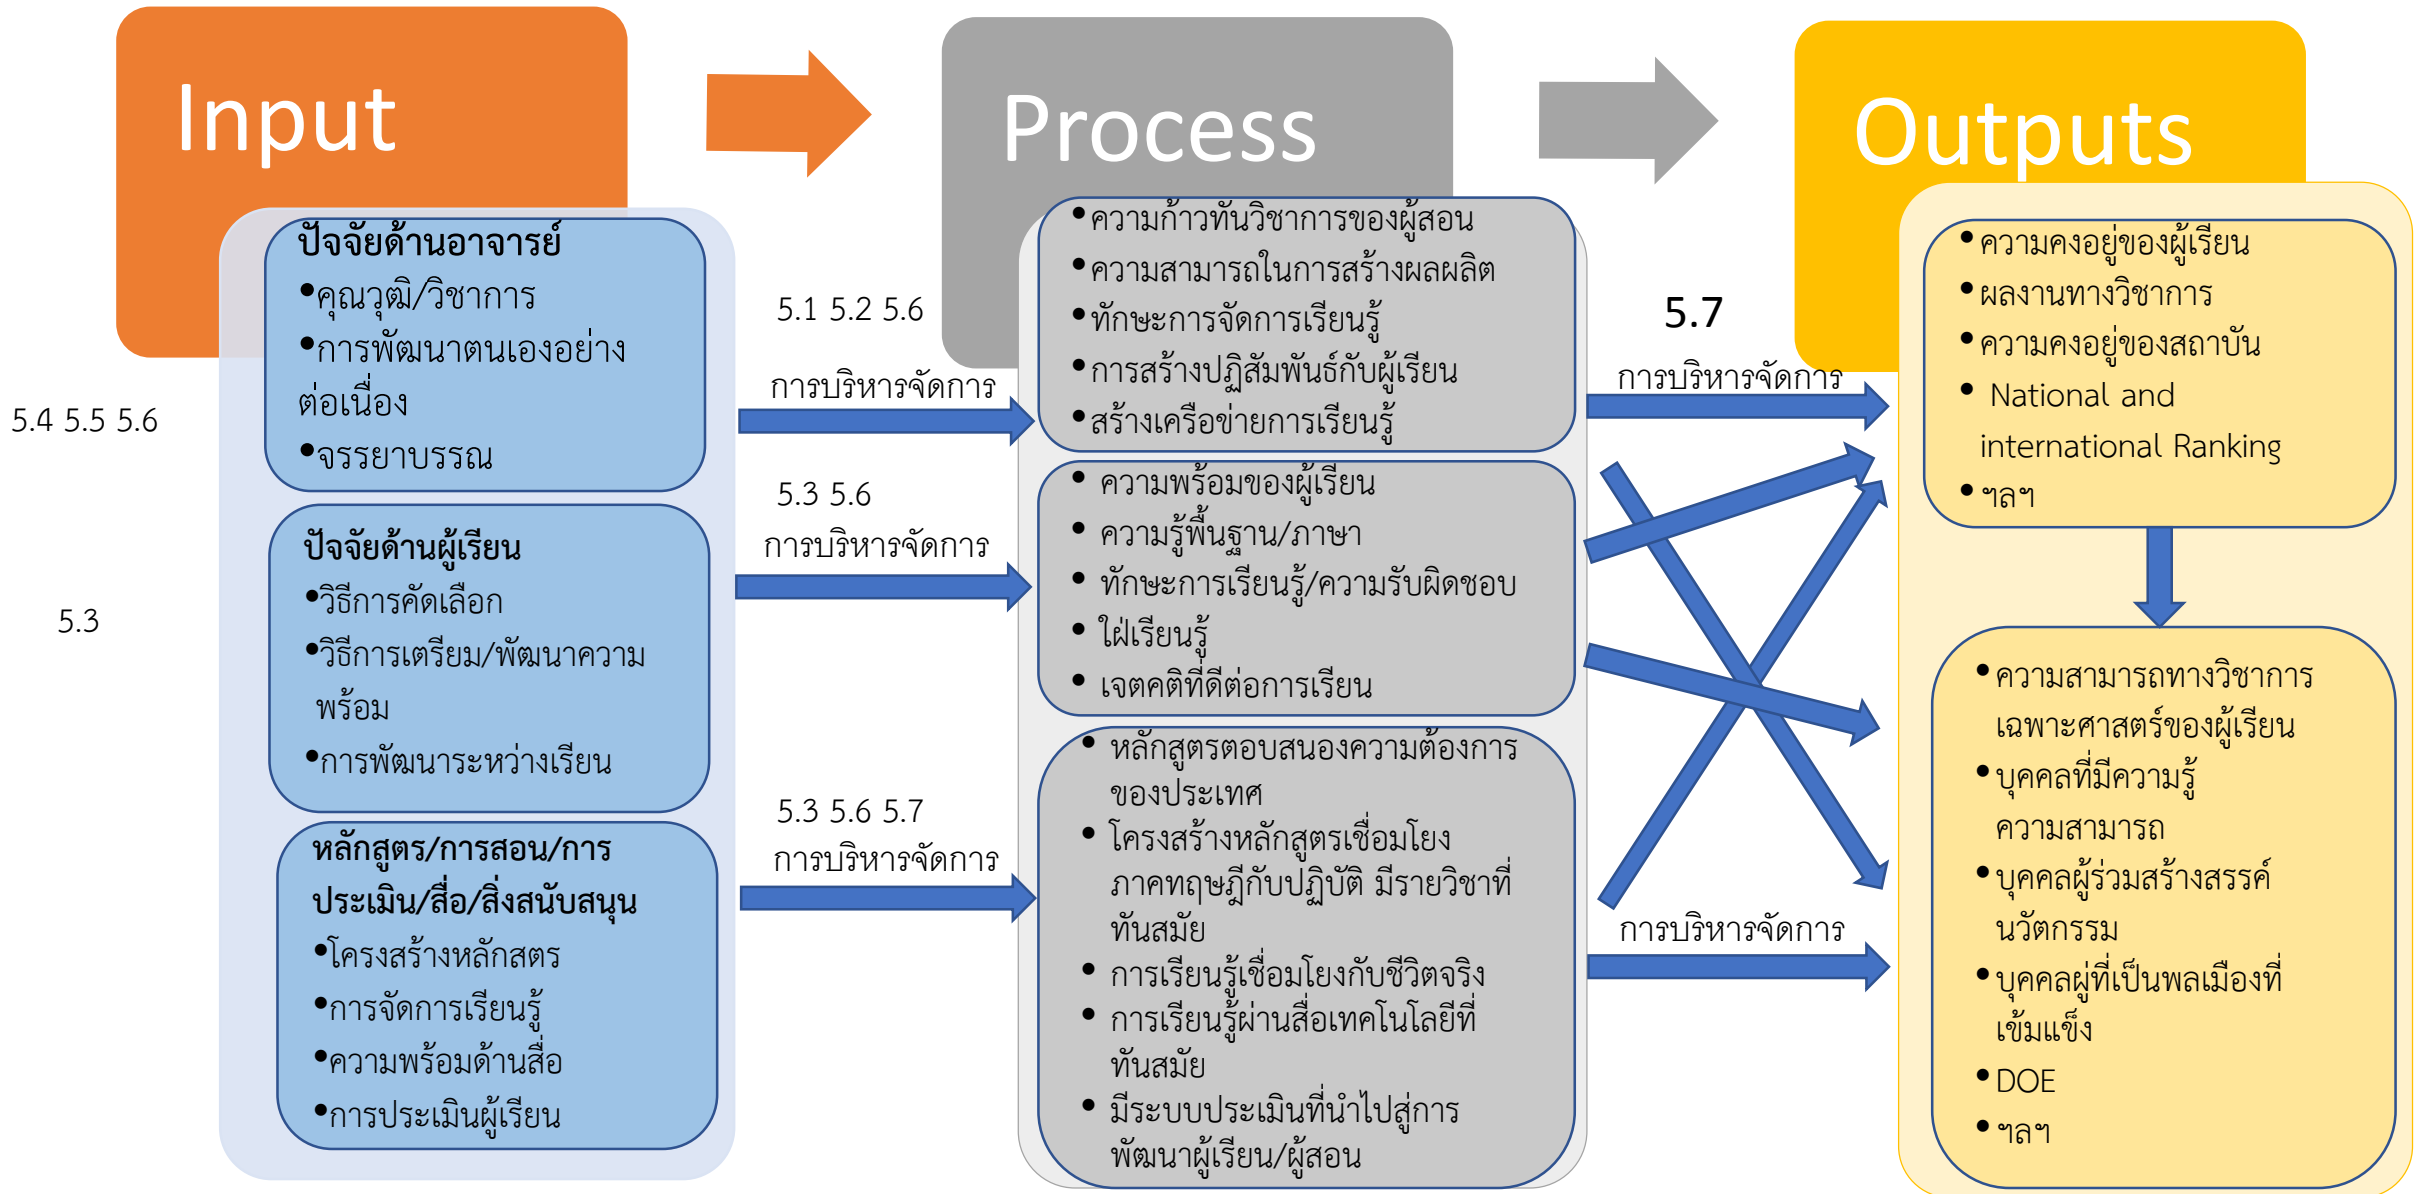 Input
Process
Outputs
5.4 5.5 5.6
5.3
ปัจจัยด้านอาจารย์
•คุณวุฒิ/วิชาการ
•การพัฒนาตนเองอย่าง
ต่อเนื่อง
•จรรยาบรรณ
ปัจจัยด้านผู้เรียน
•วิธีการคัดเลือก
•วิธีการเตรียม/พัฒนาความ
พร้อม
•การพัฒนาระหว่างเรียน
หลักสูตร/การสอน/การ
ประเมิน/สื่อ/สิ่งสนับสนุน
•โครงสร้างหลักสตร
•การจัดการเรียนรู้
•ความพร้อมด้านสื่อ
•การประเมินผู้เรียน
5.1 5.2 5.6
การบริหารจัดการ
5.3 5.6
การบริหารจัดการ
5.3 5.6 5.7
การบริหารจัดการ
•ความก้าวทันวิชาการของผู้สอน
•ความสามารถในการสร้างผลผลิต
•ทักษะการจัดการเรียนรู้
•การสร้างปฏิสัมพันธ์กับผู้เรียน
•สร้างเครือข่ายการเรียนรู้
• ความพร้อมของผู้เรียน
• ความรู้พื้นฐาน/ภาษา
• ทักษะการเรียนรู้/ความรับผิดชอบ
• ใฝ่เรียนรู้
• เจตคติที่ดีต่อการเรียน
• หลักสูตรตอบสนองความต้องการ
ของประเทศ
• โครงสร้างหลักสูตรเชื่อมโยง
ภาคทฤษฎีกับปฏิบัติ มีรายวิชาที่
ทันสมัย
• การเรียนรู้เชื่อมโยงกับชีวิตจริง
• การเรียนรู้ผ่านสื่อเทคโนโลยีที่
ทันสมัย
• มีระบบประเมินที่นำไปสู่การ
พัฒนาผู้เรียน/ผู้สอน
5.7
การบริหารจัดการ
การบริหารจัดการ
•ความคงอยู่ของผู้เรียน
•ผลงานทางวิชาการ
•ความคงอยู่ของสถาบัน
• National and
international Ranking
•ฯลฯ
•ความสามารถทางวิชาการ
เฉพาะศาสตร์ของผู้เรียน
•บุคคลที่มีความรู้
ความสามารถ
•บุคคลผู้ร่วมสร้างสรรค์
นวัตกรรม
•บุคคลผู่ที่เป็นพลเมืองที่
เข้มแข็ง
•DOE
•ฯลฯ